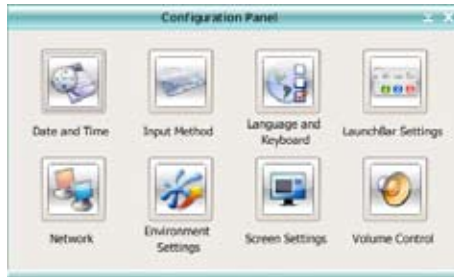 Configuration Panel
Date and Time
Input Method
Language and
Keyboard
LaunchBar Settings
Network
Environment
Settings
Screen Settings
Volume Control